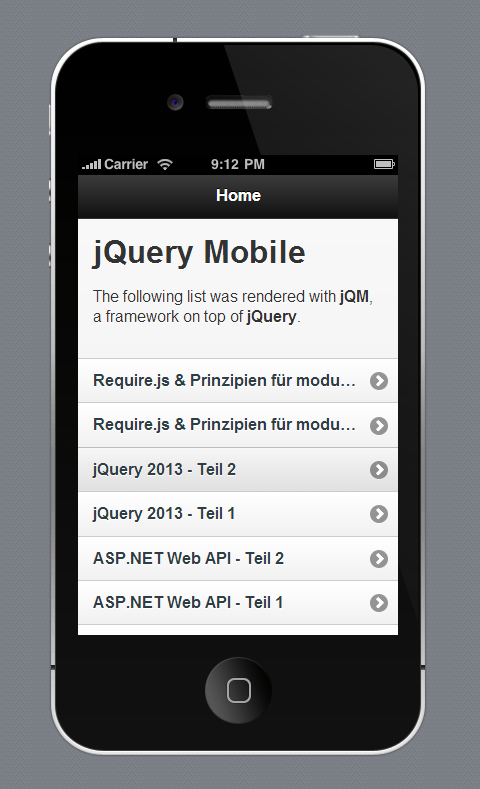 Carrier 9:12 PM
Home
jQuery Mobile
The following list was rendered with jQM,
a framework on top of jQuery.
Require.js & Prinzipien für modu…
Require.js & Prinzipien für modu…
jQuery 2013 - Teil 2
jQuery 2013 - Teil 1
ASP.NET Web API - Teil 2
ASP.NET Web API - Teil 1